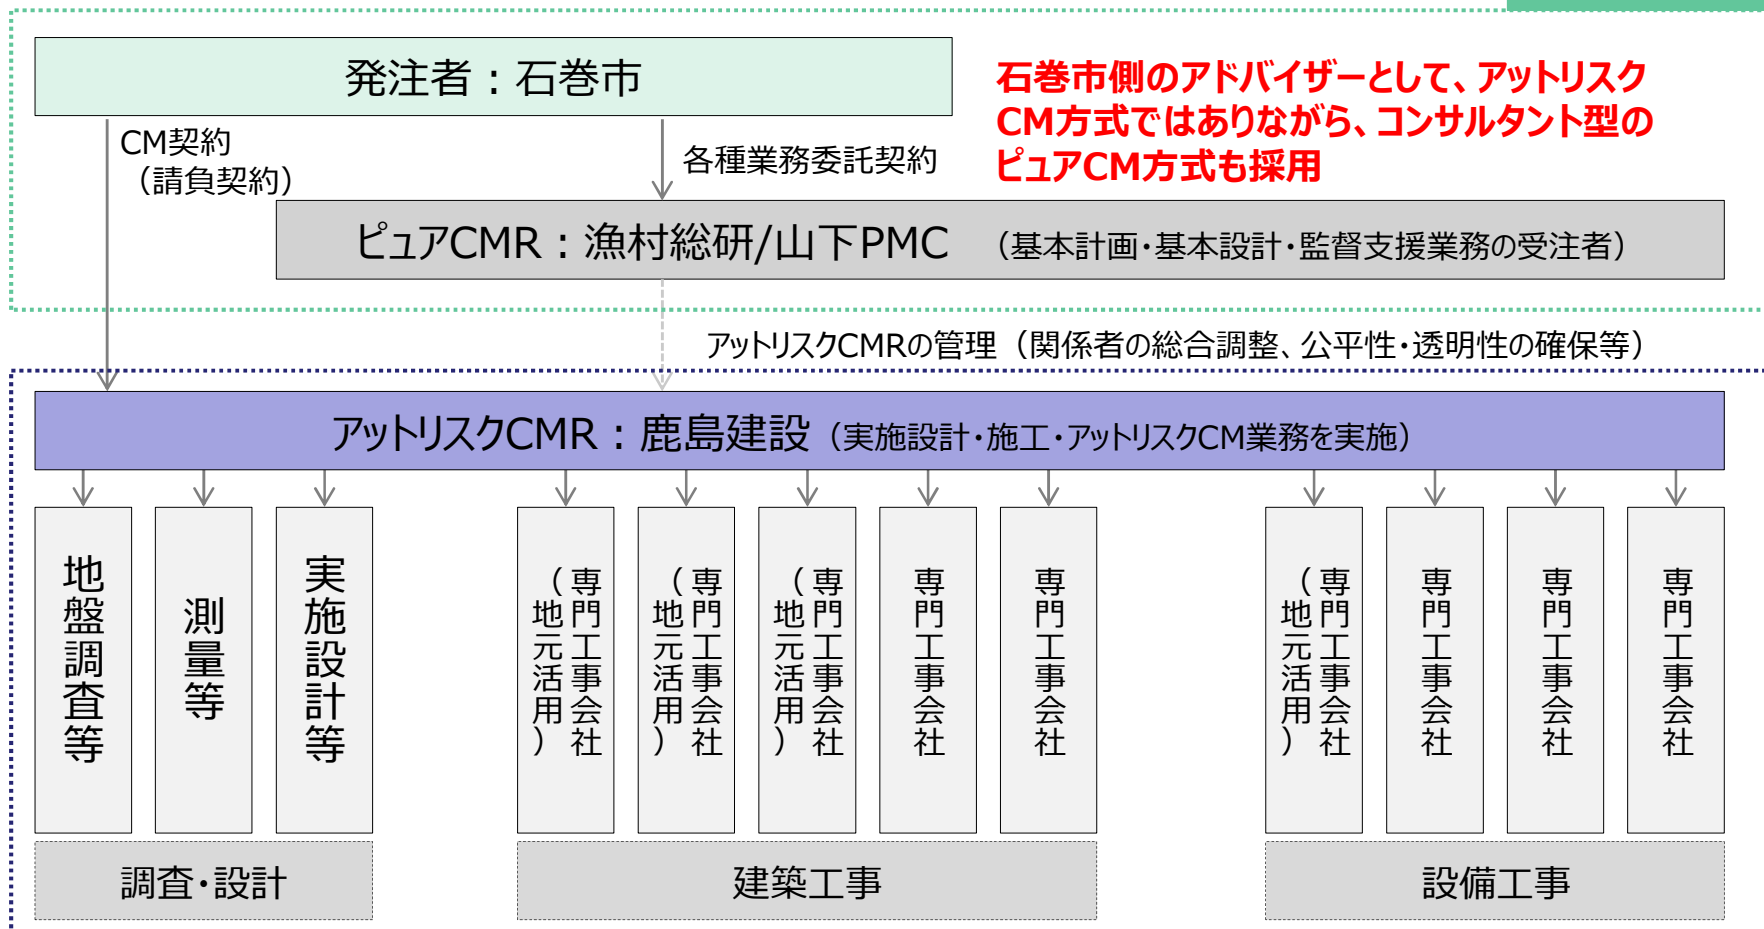 発注者：石巻市
石巻市側のアドバイザーとして、アットリスク
CM方式ではありながら、コンサルタント型の
ピュアCM方式も採用
CM契約
（請負契約）
各種業務委託契約
ピュアCMR：漁村総研/山下PMC （基本計画・基本設計・監督支援業務の受注者）
アットリスクCMRの管理（関係者の総合調整、公平性・透明性の確保等）
アットリスクCMR：鹿島建設（実施設計・施工・アットリスクCM業務を実施）
地盤調査等
測量等
実施設計等
専門工事会社
（地元活用）
専門工事会社
（地元活用）
専門工事会社
（地元活用）
専門工事会社
専門工事会社
専門工事会社
（地元活用）
専門工事会社
専門工事会社
専門工事会社
調査・設計
建築工事
設備工事